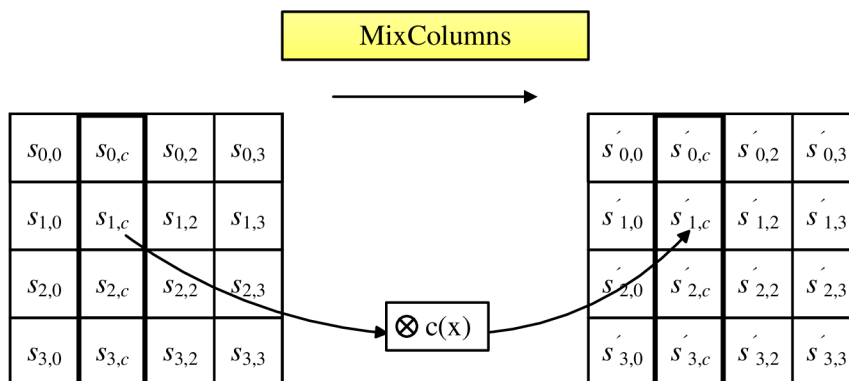 MixColumns
s0,0 s0,c s0,2 s0,3 s´0,0 s´0,c s´0,2 s´0,3
s1,0 s1,c s1,2 s1,3 s´1,0 s´1,c s´1,2 s´1,3
s2,0 s2,c s2,2 s2,3 s´2,0 s´2,c s´2,2 s´2,3
⊗ c(x)
s3,0 s3,c s3,2 s3,3 s´3,0 s´3,c s´3,2 s´3,3